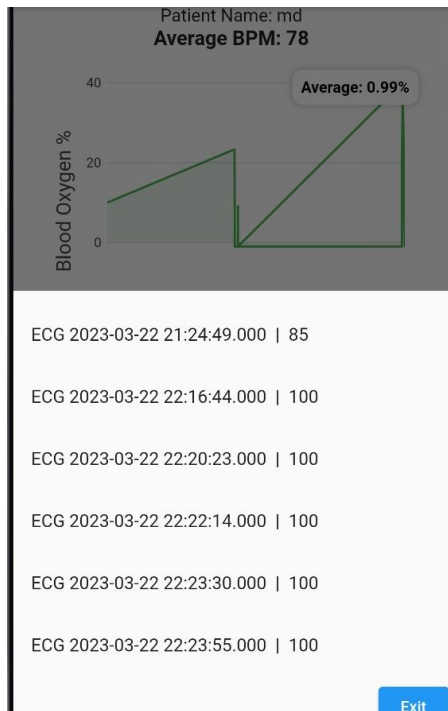 Patient Name: md
Average BPM: 78
40
Average: 0.99%
20
0
Blood Oxygen %
ECG 2023-03-22 21:24:49.000 | 85
ECG 2023-03-22 22:16:44.000 | 100
ECG 2023-03-22 22:20:23.000 | 100
ECG 2023-03-22 22:22:14.000 | 100
ECG 2023-03-22 22:23:30.000 | 100
ECG 2023-03-22 22:23:55.000 | 100
Exit